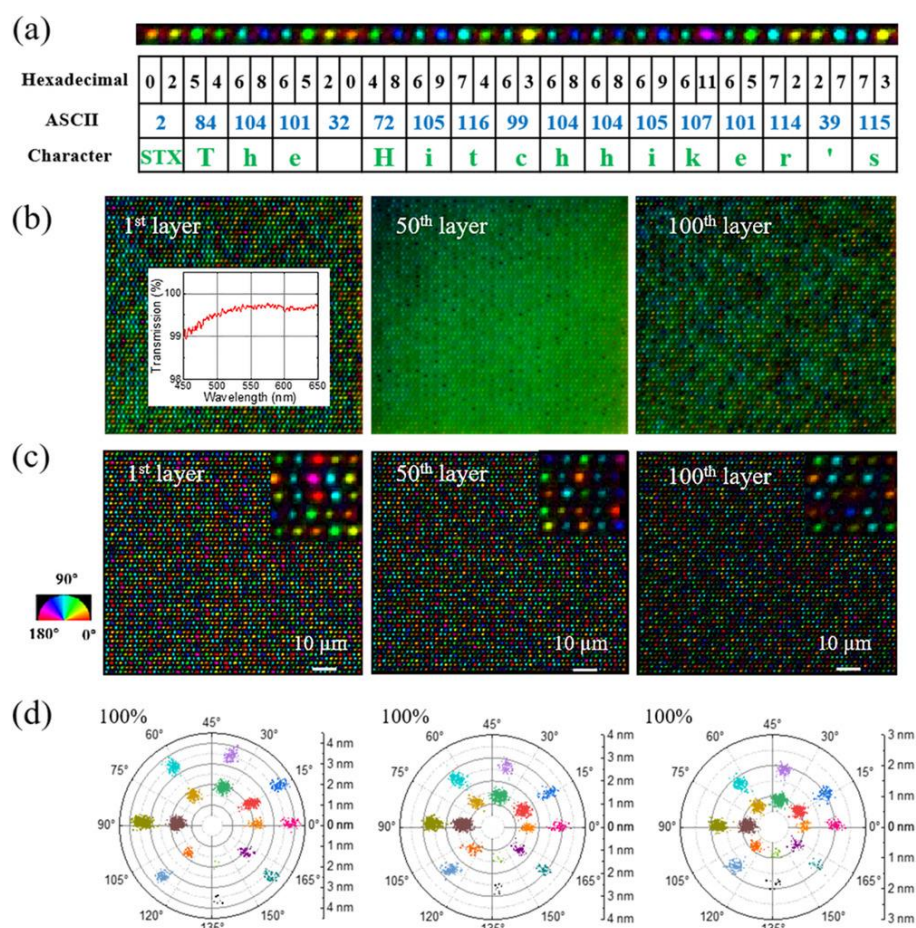 (a)
Hexadecimal 0 2 5 4 6 8 6 5 2 0 4 8 6 9 7 4 6 3 6 8 6 8 6 9 6 11 6 5 7 2 2 7 7 3
ASCII 2 84 104 101 32 72 105 116 99 104 104 105 107 101 114 39 115
Character STX T h e H i t c h h i k e r ' s
(b)
1st layer 50th layer 100th layer
Transmission (%)
100
99
98
450 500 550 600 650
Wavelength (nm)
(c)
1st layer 50th layer 100th layer
90°
180° 0°
10 µm 10 µm 10 µm
(d)
100% 100% 100%
45° 45° 45°
60° 30° 60° 30° 60° 30°
75° 15° 75° 15° 75° 15°
90° 0° 90° 0° 90° 0°
105° 165° 105° 165° 105° 165°
120° 150° 120° 150° 120° 150°
135° 135° 135°
4 nm 4 nm 3 nm
3 nm 3 nm 2 nm
2 nm 2 nm 1 nm
1 nm 1 nm 0 nm
0 nm 0 nm 1 nm
1 nm 1 nm 2 nm
2 nm 2 nm 3 nm
3 nm 3 nm
4 nm 4 nm